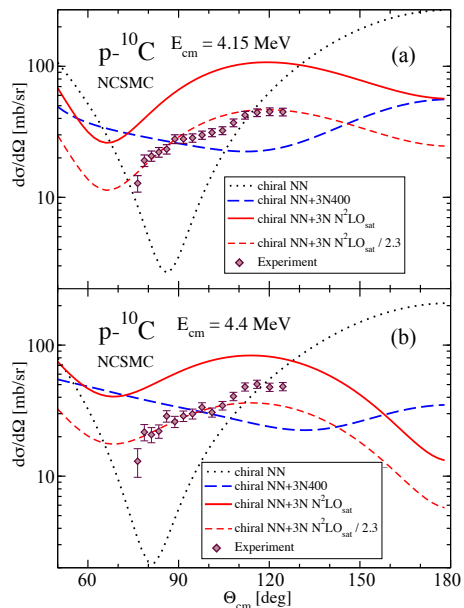 p-¹⁰C E_cm = 4.15 MeV (a)
NCSMC
100
10
dσ/dΩ [mb/sr]
chiral NN
chiral NN+3N400
chiral NN+3N N²LO_sat
chiral NN+3N N²LO_sat / 2.3
Experiment
p-¹⁰C E_cm = 4.4 MeV (b)
NCSMC
100
10
dσ/dΩ [mb/sr]
chiral NN
chiral NN+3N400
chiral NN+3N N²LO_sat
chiral NN+3N N²LO_sat / 2.3
Experiment
60 90 120 150 180
Θ_cm [deg]